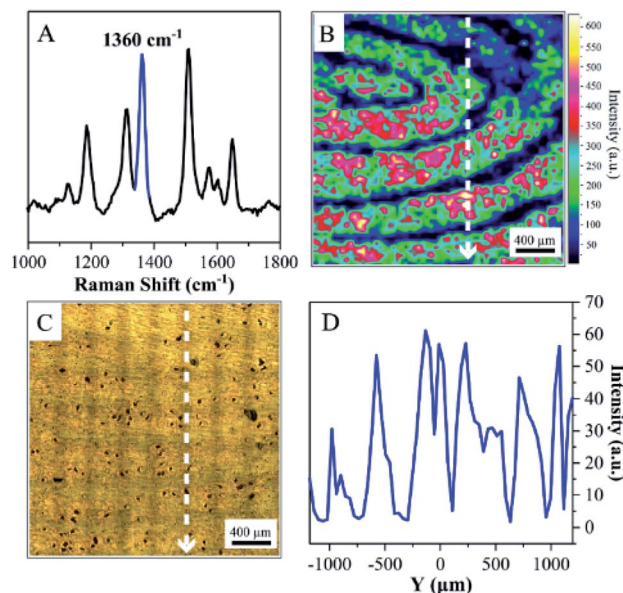 A
1360 cm⁻¹
1000 1200 1400 1600 1800
Raman Shift (cm⁻¹)
B
400 μm
600
550
500
450
400
350
300
250
200
150
100
50
Intensity (a.u.)
C
400 μm
D
70
60
50
40
30
20
10
0
Intensity (a.u.)
-1000 -500 0 500 1000
Y (μm)